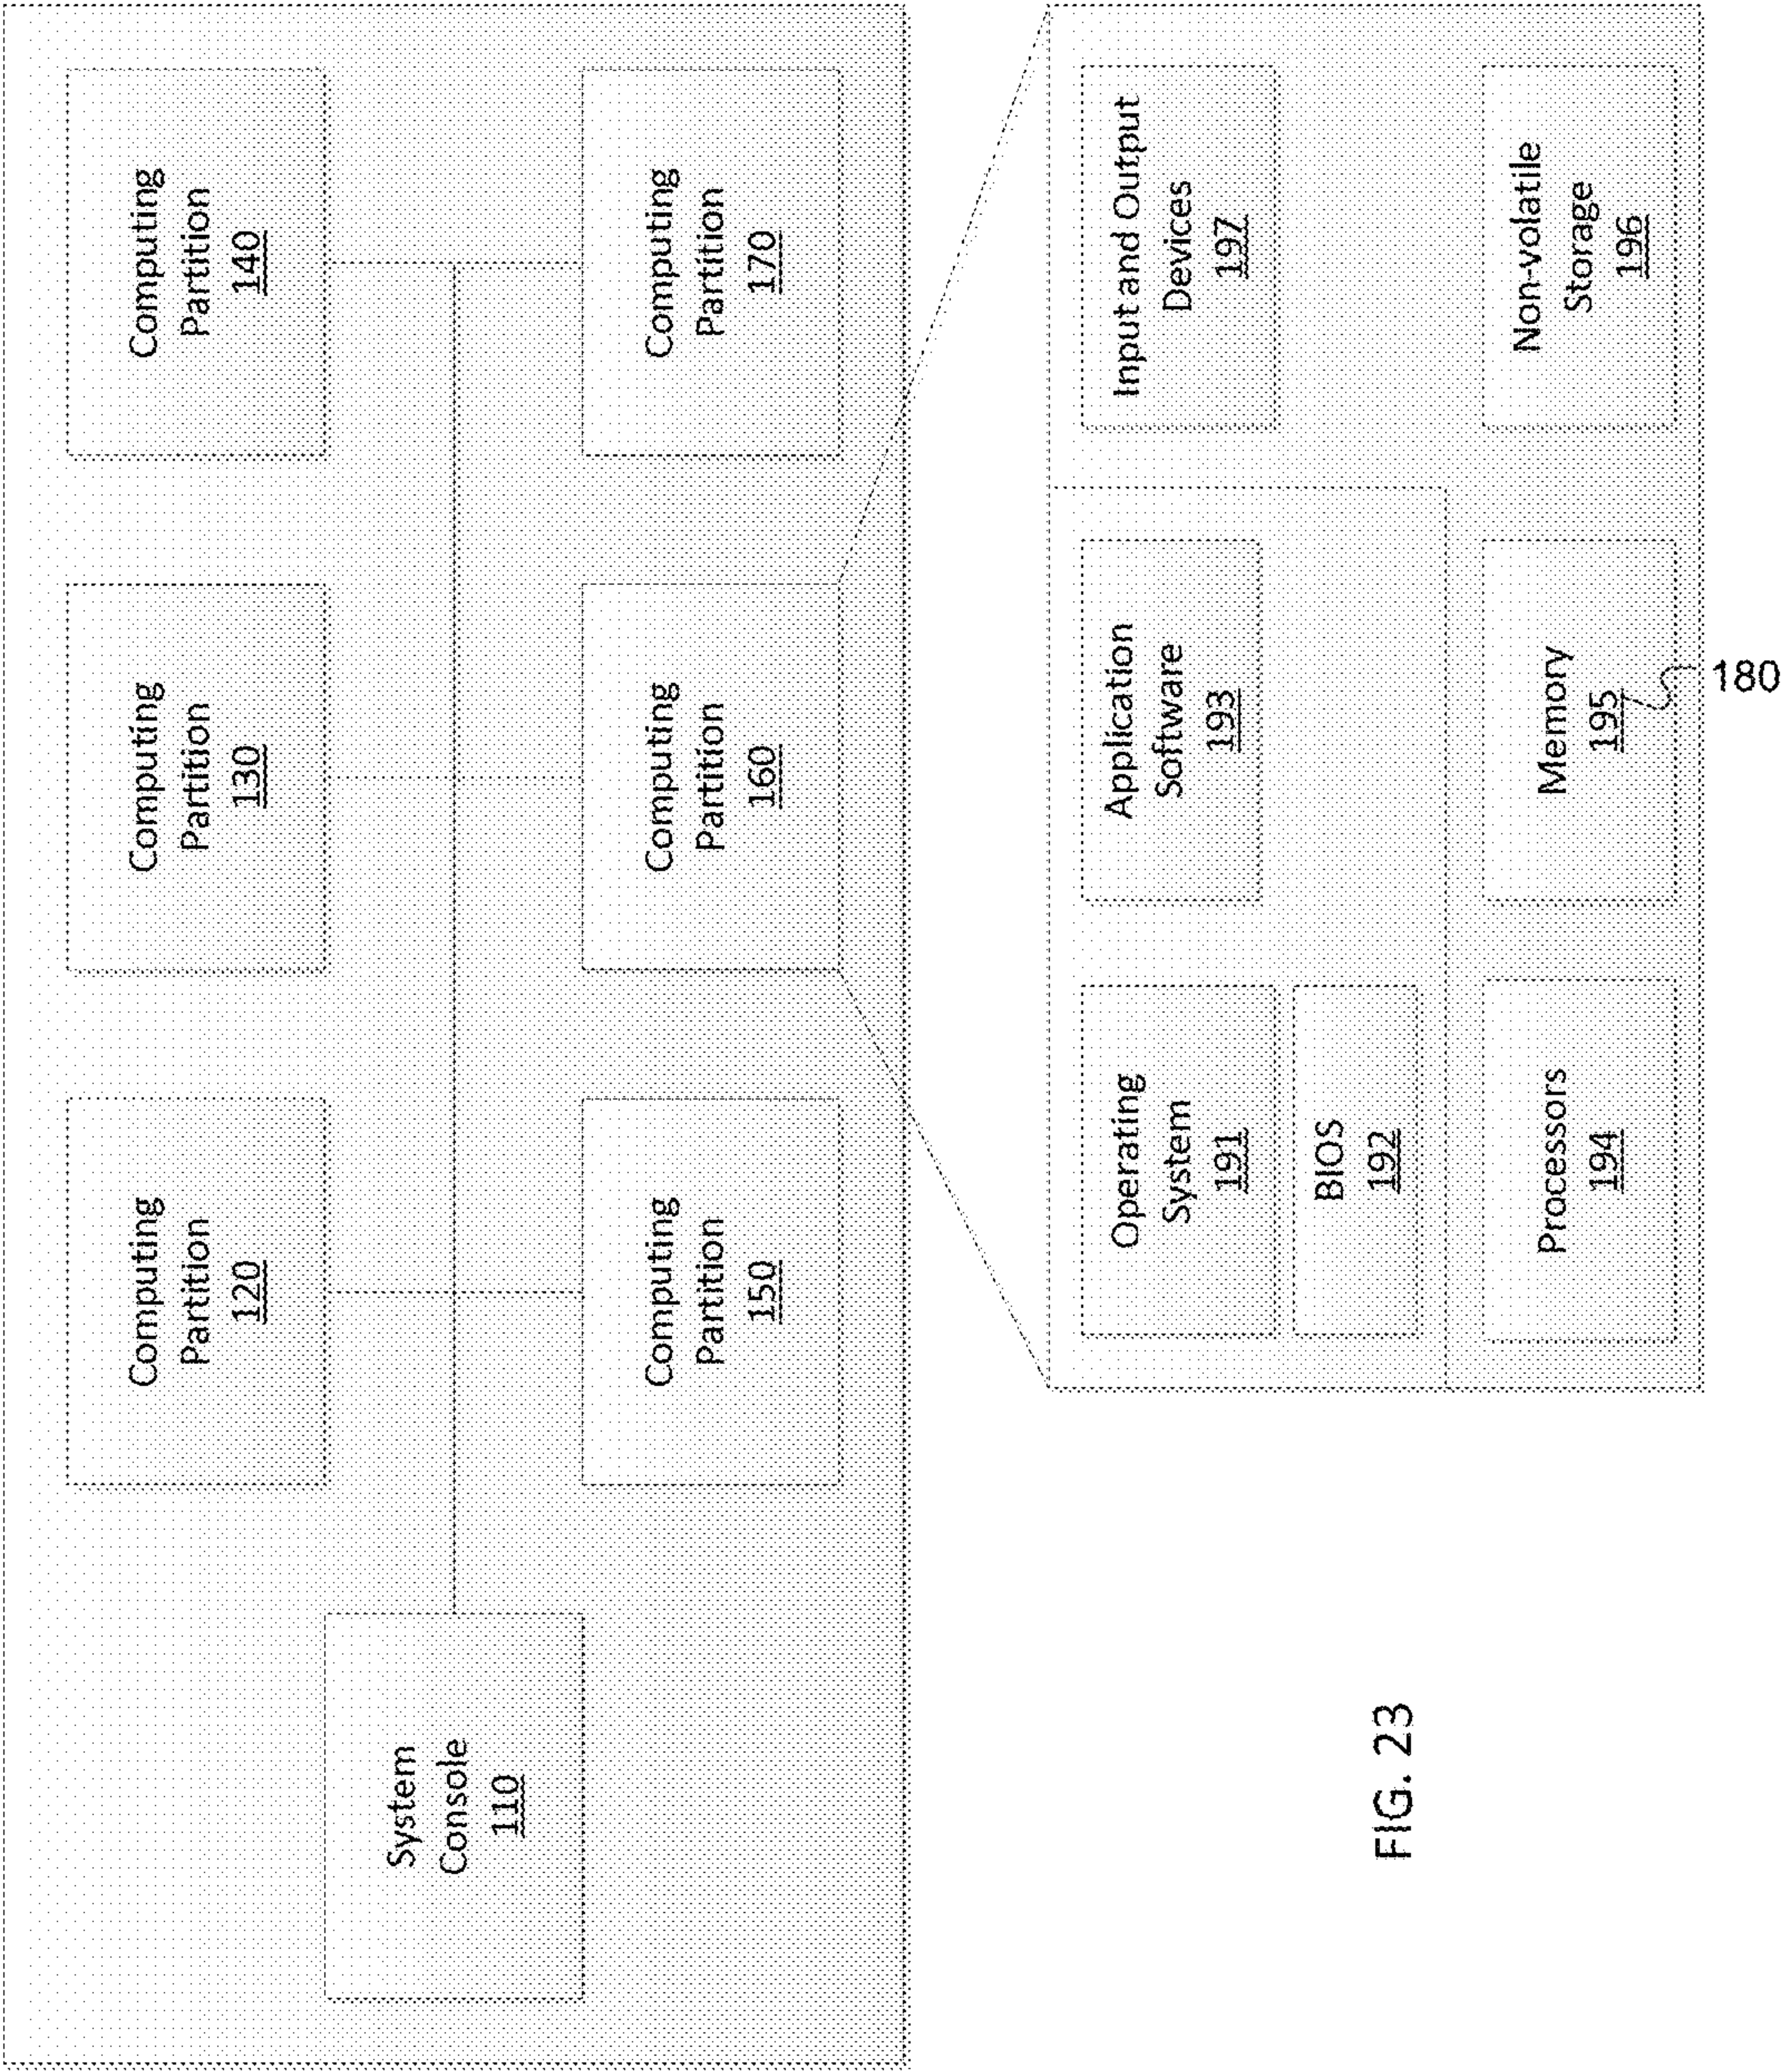 System
Console
110
Computing
Partition
120
Computing
Partition
130
Computing
Partition
140
Computing
Partition
150
Computing
Partition
160
Computing
Partition
170
Operating
System
191
BIOS
192
Application
Software
193
Input and Output
Devices
197
Processors
194
Memory
195
Non-volatile
Storage
196
180
FIG. 23